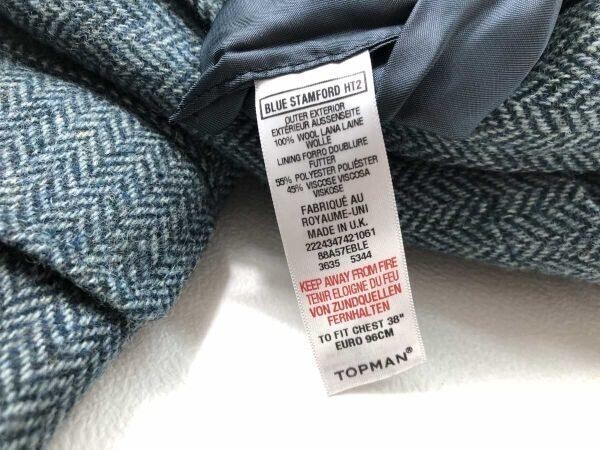 BLUE STAMFORD HT2
OUTER EXTERIOR
EXTÉRIEUR AUSSENSEITE
100% WOOL LANA LAINE
WOLLE
LINING FORRO DOUBLURE
FUTTER
55% POLYESTER POLIÉSTER
45% VISCOSE VISCOSA
VISKOSE
FABRIQUÉ AU
ROYAUME-UNI
MADE IN U.K.
2224347421061
88A57EBLE
3635 5344
KEEP AWAY FROM FIRE
TENIR ELOIGNE DU FEU
VON ZUNDQUELLEN
FERNHALTEN
TO FIT CHEST 38"
EURO 96CM
TOPMAN®